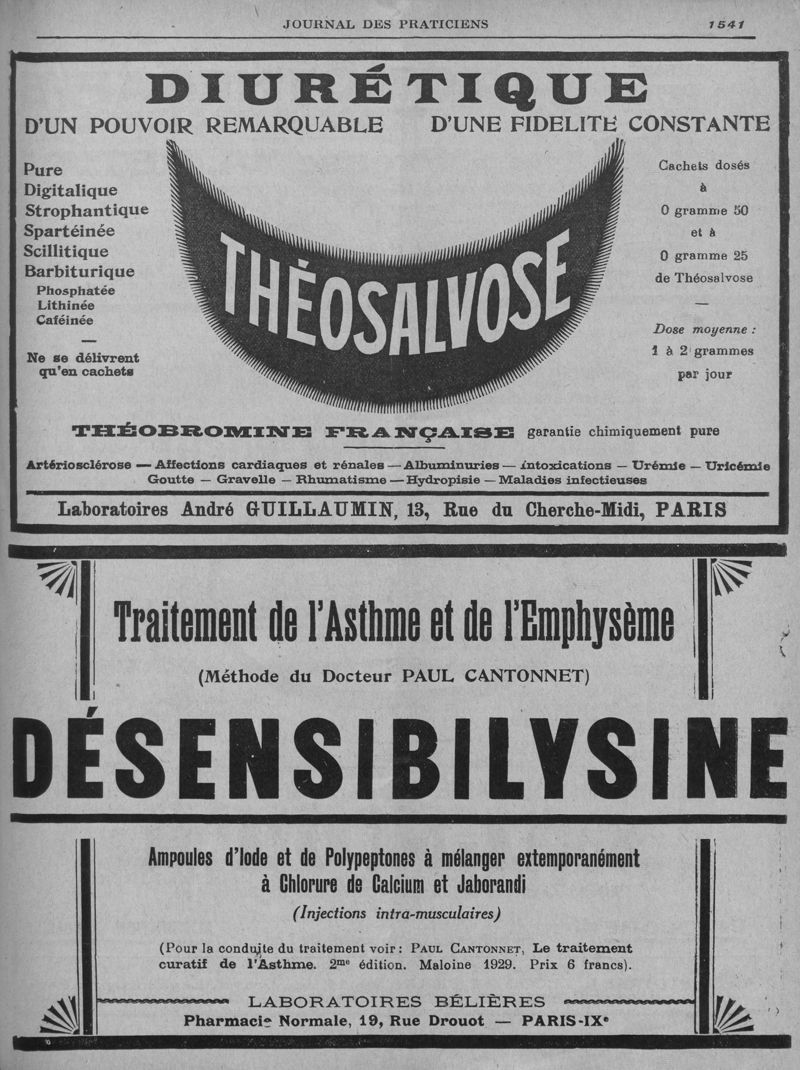 JOURNAL DES PRATICIENS 1541
DIURÉTIQUE
D'UN POUVOIR REMARQUABLE D'UNE FIDELITÉ CONSTANTE
Pure
Digitalique
Strophantique
Spartéinée
Scillitique
Barbiturique
Phosphatée
Lithinée
Caféinée
—
Ne se délivrent
qu'en cachets
THÉOSALVOSE
Cachets dosés
à
0 gramme 50
et à
0 gramme 25
de Théosalvose
—
Dose moyenne :
1 à 2 grammes
par jour
THÉOBROMINE FRANÇAISE garantie chimiquement pure
Artériosclérose — Affections cardiaques et rénales — Albuminuries — Intoxications — Urémie — Uricémie
Goutte — Gravelle — Rhumatisme — Hydropisie — Maladies infectieuses
Laboratoires André GUILLAUMIN, 13, Rue du Cherche-Midi, PARIS
Traitement de l'Asthme et de l'Emphysème
(Méthode du Docteur PAUL CANTONNET)
DÉSENSIBILYSINE
Ampoules d'Iode et de Polypeptones à mélanger extemporanément
à Chlorure de Calcium et Jaborandi
(Injections intra-musculaires)
(Pour la conduite du traitement voir : PAUL CANTONNET, Le traitement
curatif de l'Asthme. 2me édition. Maloine 1929. Prix 6 francs).
LABORATOIRES BÉLIÈRES
Pharmacie Normale, 19, Rue Drouot — PARIS-IXe